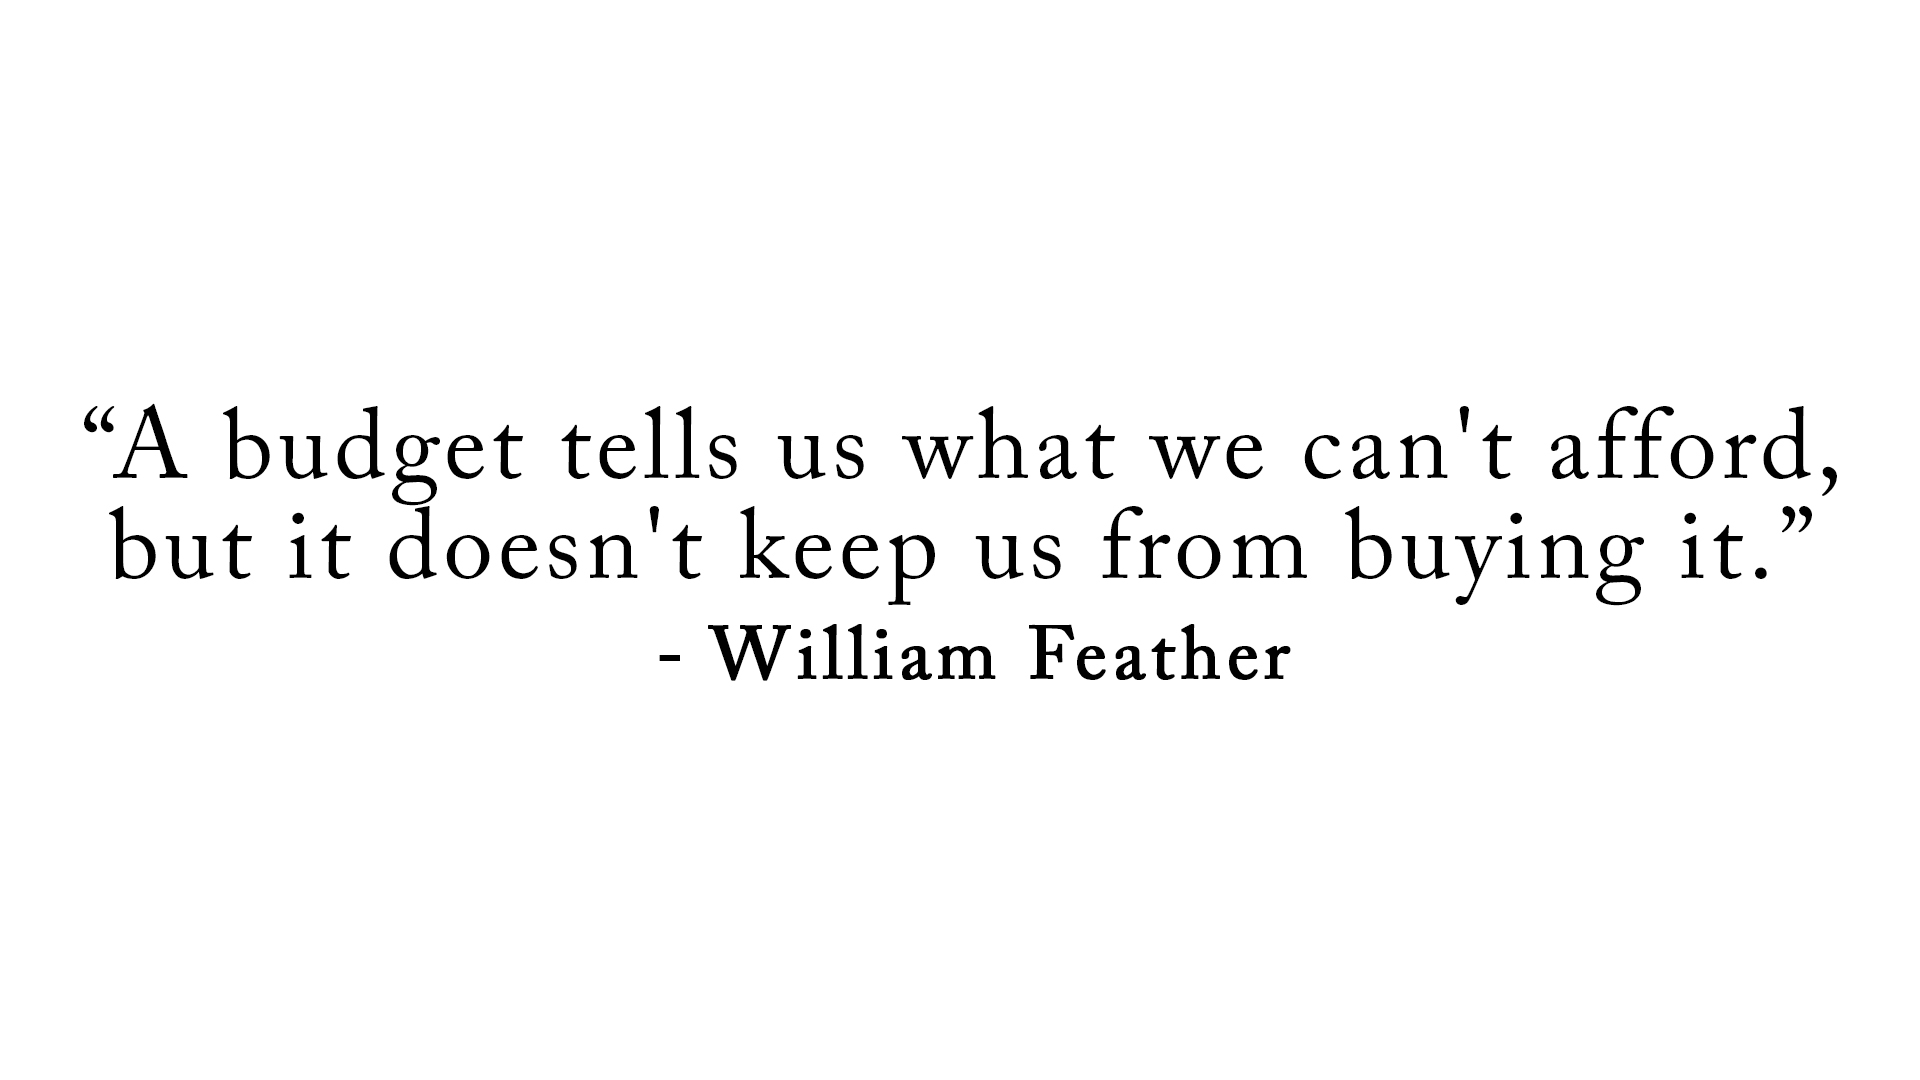 “A budget tells us what we can't afford,
but it doesn't keep us from buying it.”
- William Feather